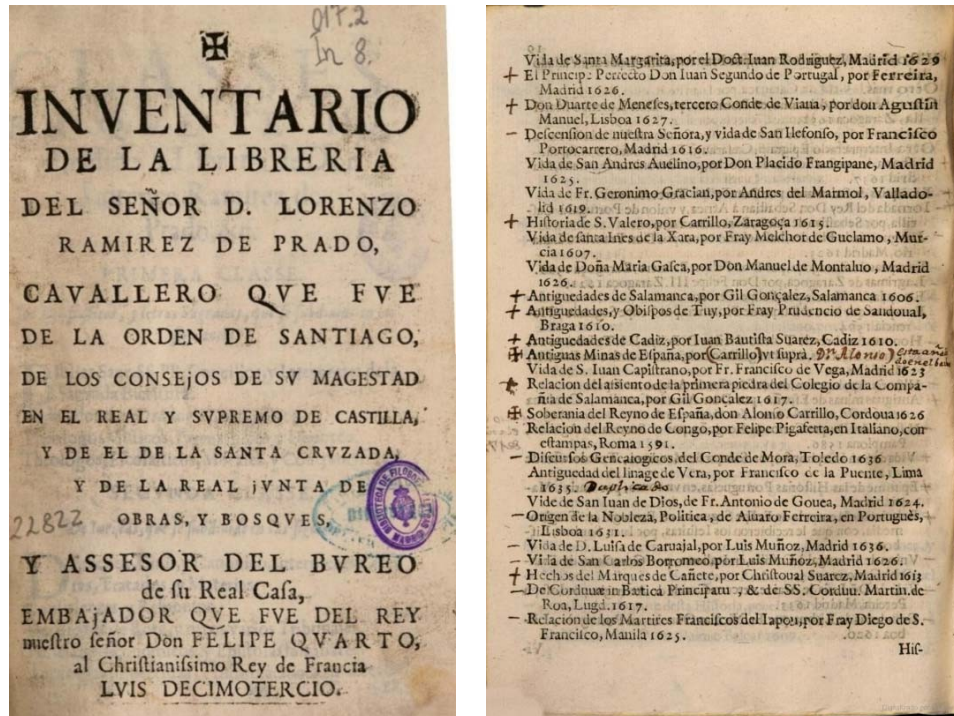 017.2
In 8.
INVENTARIO
DE LA LIBRERIA
DEL SEÑOR D. LORENZO
RAMIREZ DE PRADO,
CAVALLERO QVE FVE
DE LA ORDEN DE SANTIAGO,
DE LOS CONSEjOS DE SV MAGESTAD
EN EL REAL Y SVPREMO DE CASTILLA,
Y DE EL DE LA SANTA CRVZADA,
Y DE LA REAL jVNTA DE
22822
OBRAS, Y BOSQVES,
Y ASSESOR DEL BVREO
de su Real Casa,
EMBAjADOR QVE FVE DEL REY
nuestro señor Don FELIPE QVARTO,
al Christianissimo Rey de Francia
LVIS DECIMOTERCIO.
Vida de Santa Margarita, por el Doct. Iuan Rodriguez, Madrid 1629
+ El Principe Perfecto Don Iuan Segundo de Portugal, por Ferreira,
Madrid 1626.
+ Don Duarte de Meneses, tercero Conde de Viana, por don Agustin
Manuel, Lisboa 1627.
– Descension de nuestra Señora, y vida de San Ilefonso, por Francisco
Portocarrero, Madrid 1616.
Vida de San Andres Auelino, por Don Placido Frangipane, Madrid
1625.
Vida de Fr. Geronimo Gracian, por Andres del Marmol, Vallado-
lid 1619.
+ Historia de S. Valero, por Carrillo, Zaragoça 1615.
Vida de santa Ines de la Xara, por Fray Melchor de Guelamo, Mur-
cia 1607.
Vida de Doña Maria Gasca, por Don Manuel de Montaluo, Madrid
1626.
+ Antiguedades de Salamanca, por Gil Gonçalez, Salamanca 1606.
+ Antiguedades, y Obispos de Tuy, por Fray Prudencio de Sandoual,
Braga 1610.
+ Antiguedades de Cadiz, por Iuan Bautista Suarez, Cadiz 1610.
Antiguas Minas de España, por (Carrillo) vt supra. Dr. Alonso)
Vida de S. Iuan Capistrano, por Fr. Francisco de Vega, Madrid 1623
Relacion del assiento de la primera piedra del Colegio de la Compa-
ñia de Salamanca, por Gil Gonçalez 1617.
Soberania del Reyno de España, don Alonso Carrillo, Cordoua 1626
Relacion del Reyno de Congo, por Felipe Pigafetta, en Italiano, con
estampas, Roma 1591.
– Discursos Genealogicos, del Conde de Mora, Toledo 1636
Antiguedad del linage de Vera, por Francisco de la Puente, Lima
1635. Duplicado
Vide de San Iuan de Dios, de Fr. Antonio de Gouea, Madrid 1624.
– Origen de la Nobleza, Politica, de Aluaro Ferreira, en Portugues,
Lisboa 1631.
– Vida de D. Luisa de Caruajal, por Luis Muñoz, Madrid 1636.
– Vida de San Carlos Borromeo, por Luis Muñoz, Madrid 1626.
+ Hechos del Marques de Cañete, por Christoual Suarez, Madrid 1613
– De Cordubæ in Bætica Principatu, & de SS. Cordub. Martin. de
Roa, Lugd. 1617.
– Relacion de los Martires Franciscos del Iapon, por Fray Diego de S.
Francisco, Manila 1625.
His-